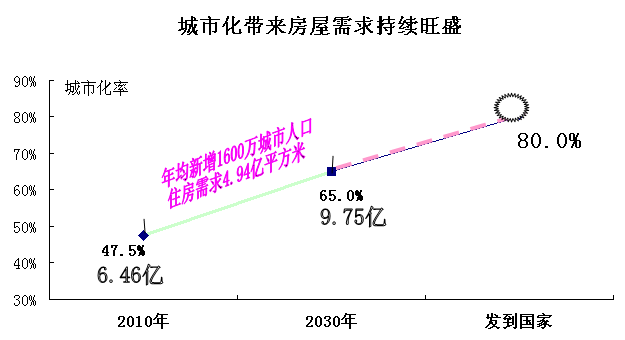 城市化带来房屋需求持续旺盛
城市化率
90%
80%
70%
60%
50%
40%
30%
年均新增1600万城市人口
住房需求4.94亿平方米
47.5%
6.46亿
65.0%
9.75亿
80.0%
2010年
2030年
发到国家